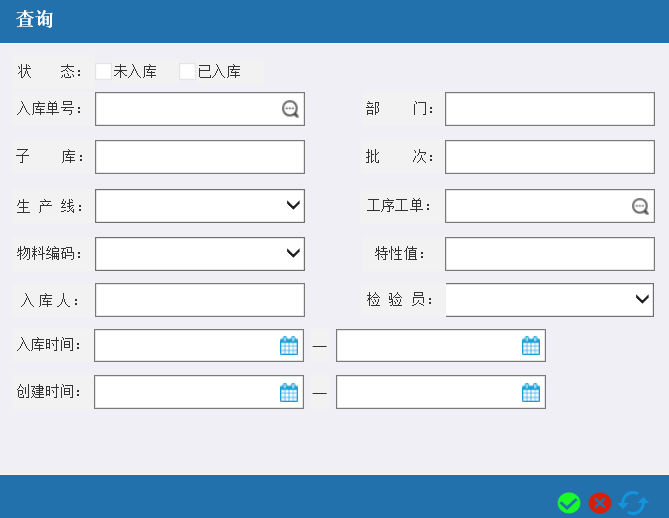 查询
状 态： 未入库 已入库
入库单号： 部 门：
子 库： 批 次：
生 产 线： 工序工单：
物料编码： 特性值：
入 库 人： 检 验 员：
入库时间： —
创建时间： —